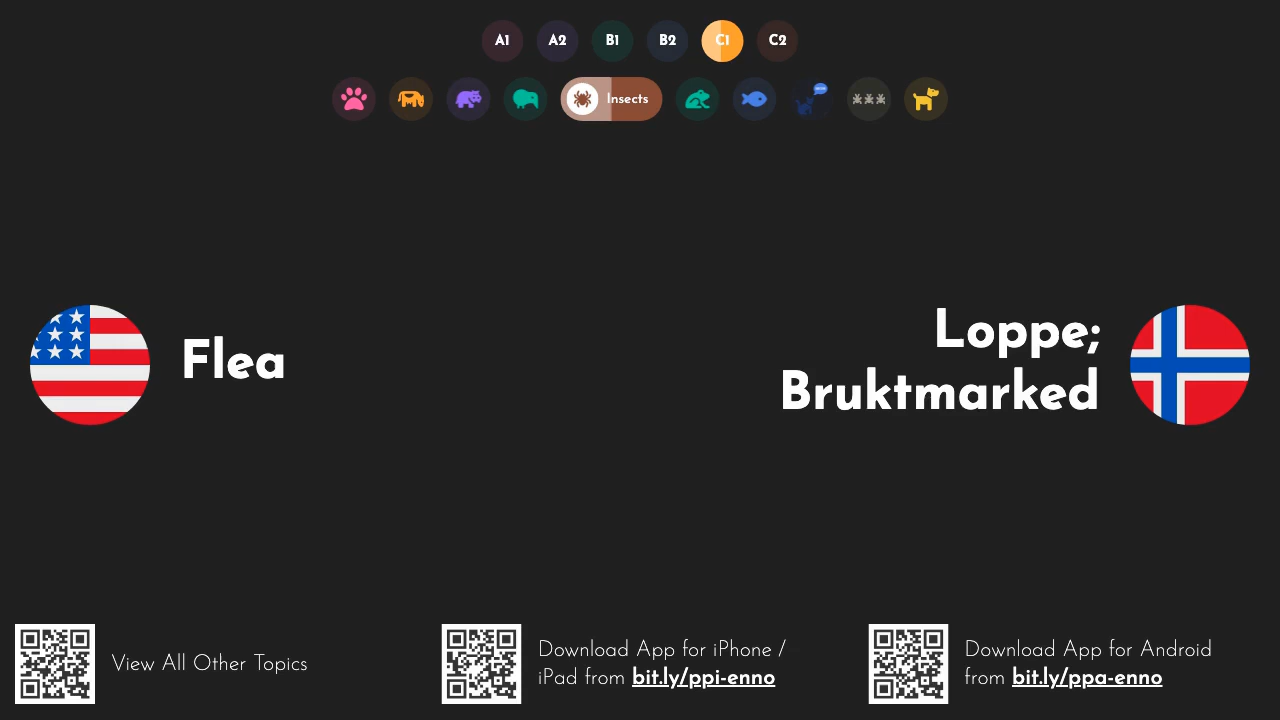 A1 A2 B1 B2 C1 C2
Insects
Flea
Loppe;
Bruktmarked
View All Other Topics
Download App for iPhone /
iPad from bit.ly/ppi-enno
Download App for Android
from bit.ly/ppa-enno